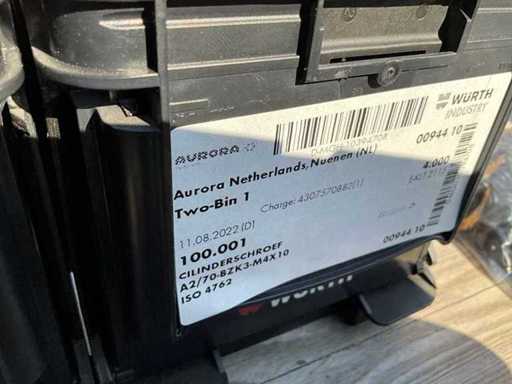 WÜRTH
INDUSTRY
AURORA
00944 10
Aurora Netherlands, Nuenen (NL)
4.000
Two-Bin 1
Charge: 4307570882(1)
11.08.2022 (D)
100.001
00944 10
CILINDERSCHROEF
A2/70-BZK3-M4X10
ISO 4762
WÜRTH